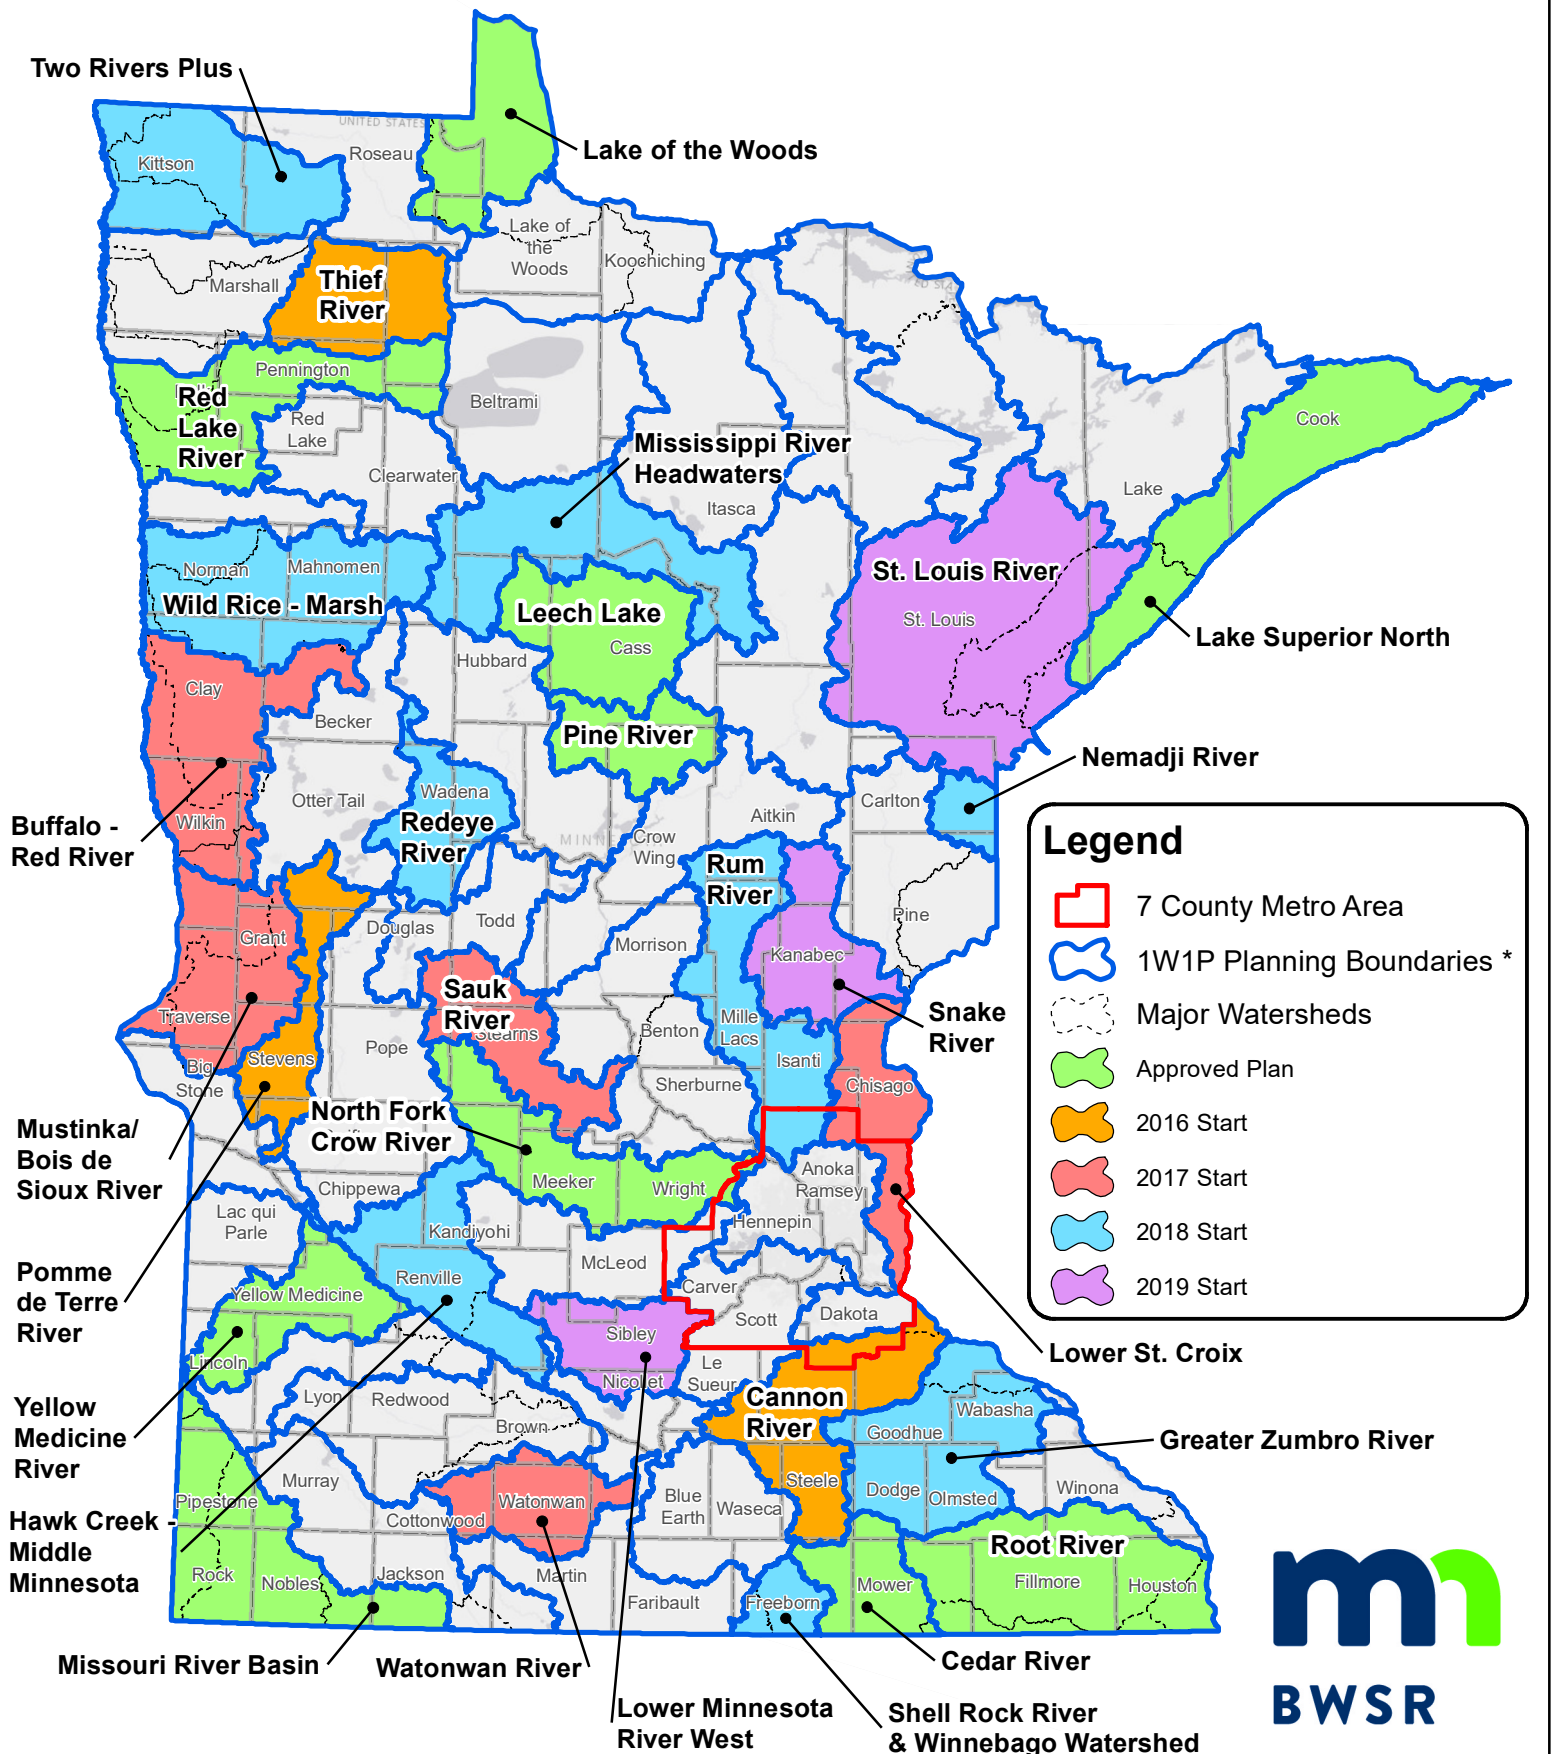 Two Rivers Plus
UNITED STATES
Kittson
Roseau
Lake of the Woods
Lake of
the
Woods
Koochiching
Marshall
Thief
River
Pennington
Red
Lake
River
Red
Lake
Beltrami
Clearwater
Mississippi River
Headwaters
Itasca
Cook
Lake
Norman
Mahnomen
Wild Rice - Marsh
Leech Lake
Cass
St. Louis River
St. Louis
Lake Superior North
Hubbard
Clay
Becker
Pine River
Nemadji River
Buffalo -
Red River
Wilkin
Otter Tail
Wadena
Redeye
River
Crow
Wing
Aitkin
Carlton
Rum
River
Pine
Grant
Douglas
Todd
Morrison
Kanabec
Snake
River
Traverse
Sauk
River
Stearns
Benton
Mille
Lacs
Isanti
Big
Stone
Stevens
Pope
Sherburne
Chisago
Mustinka/
Bois de
Sioux River
North Fork
Crow River
Chippewa
Meeker
Wright
Anoka
Ramsey
Hennepin
Lac qui
Parle
Kandiyohi
McLeod
Carver
Pomme
de Terre
River
Yellow Medicine
Renville
Scott
Dakota
Lincoln
Sibley
Nicollet
Le
Sueur
Lower St. Croix
Yellow
Medicine
River
Lyon
Redwood
Brown
Cannon
River
Wabasha
Goodhue
Greater Zumbro River
Murray
Pipestone
Cottonwood
Watonwan
Blue
Earth
Waseca
Steele
Dodge
Olmsted
Winona
Hawk Creek -
Middle
Minnesota
Rock
Nobles
Jackson
Martin
Faribault
Freeborn
Mower
Root River
Fillmore
Houston
Missouri River Basin
Watonwan River
Lower Minnesota
River West
Shell Rock River
& Winnebago Watershed
Cedar River
Legend
7 County Metro Area
1W1P Planning Boundaries *
Major Watersheds
Approved Plan
2016 Start
2017 Start
2018 Start
2019 Start
mn
BWSR